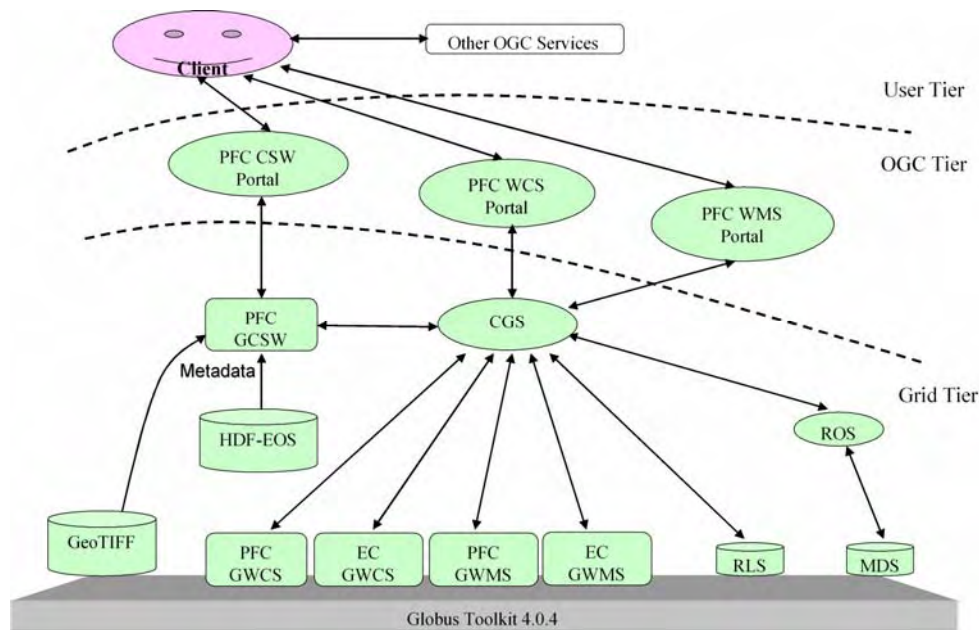 Other OGC Services
Client
User Tier
PFC CSW
Portal
OGC Tier
PFC WCS
Portal
PFC WMS
Portal
PFC
GCSW
CGS
Metadata
Grid Tier
HDF-EOS
ROS
GeoTIFF
PFC
GWCS
EC
GWCS
PFC
GWMS
EC
GWMS
RLS
MDS
Globus Toolkit 4.0.4